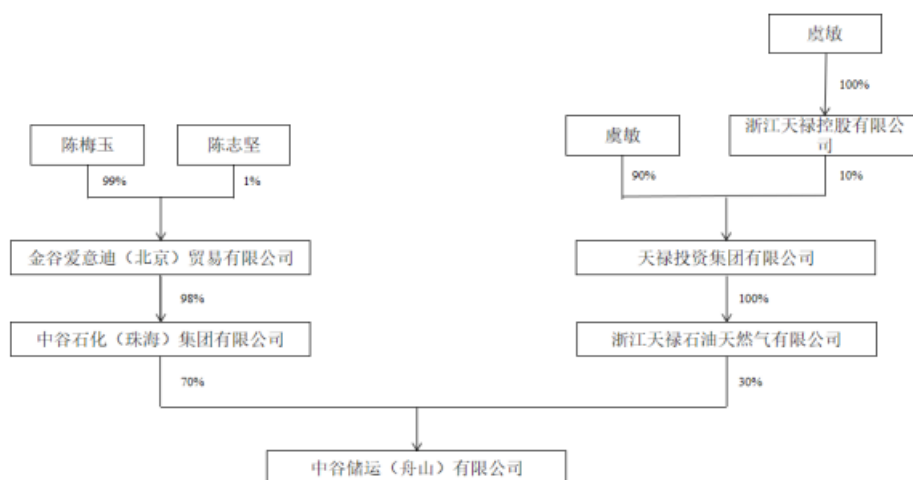 虞敏
100%
陈梅玉
陈志坚
虞敏
浙江天禄控股有限公
司
99%
1%
90%
10%
金谷爱意迪（北京）贸易有限公司
天禄投资集团有限公司
98%
100%
中谷石化（珠海）集团有限公司
浙江天禄石油天然气有限公司
70%
30%
中谷储运（舟山）有限公司